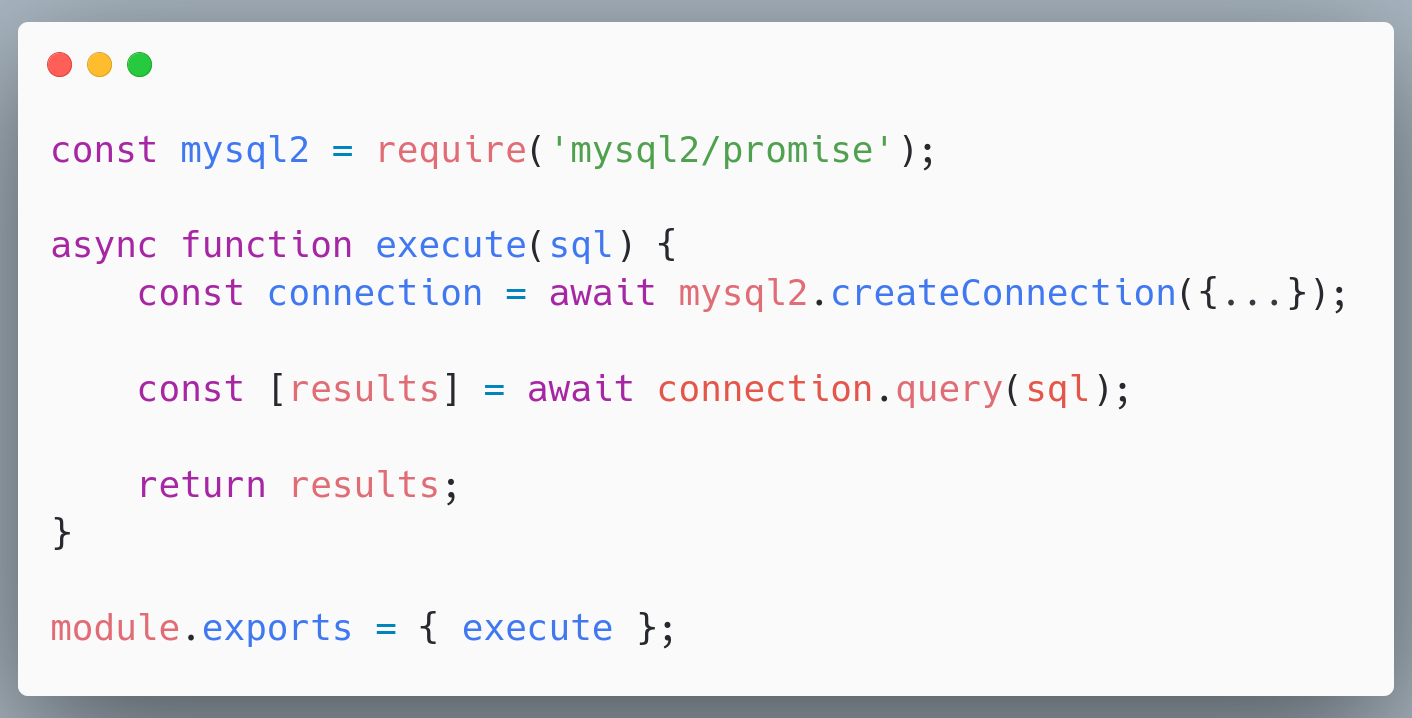 const mysql2 = require('mysql2/promise');
async function execute(sql) {
    const connection = await mysql2.createConnection({...});
    const [results] = await connection.query(sql);
    return results;
}
module.exports = { execute };